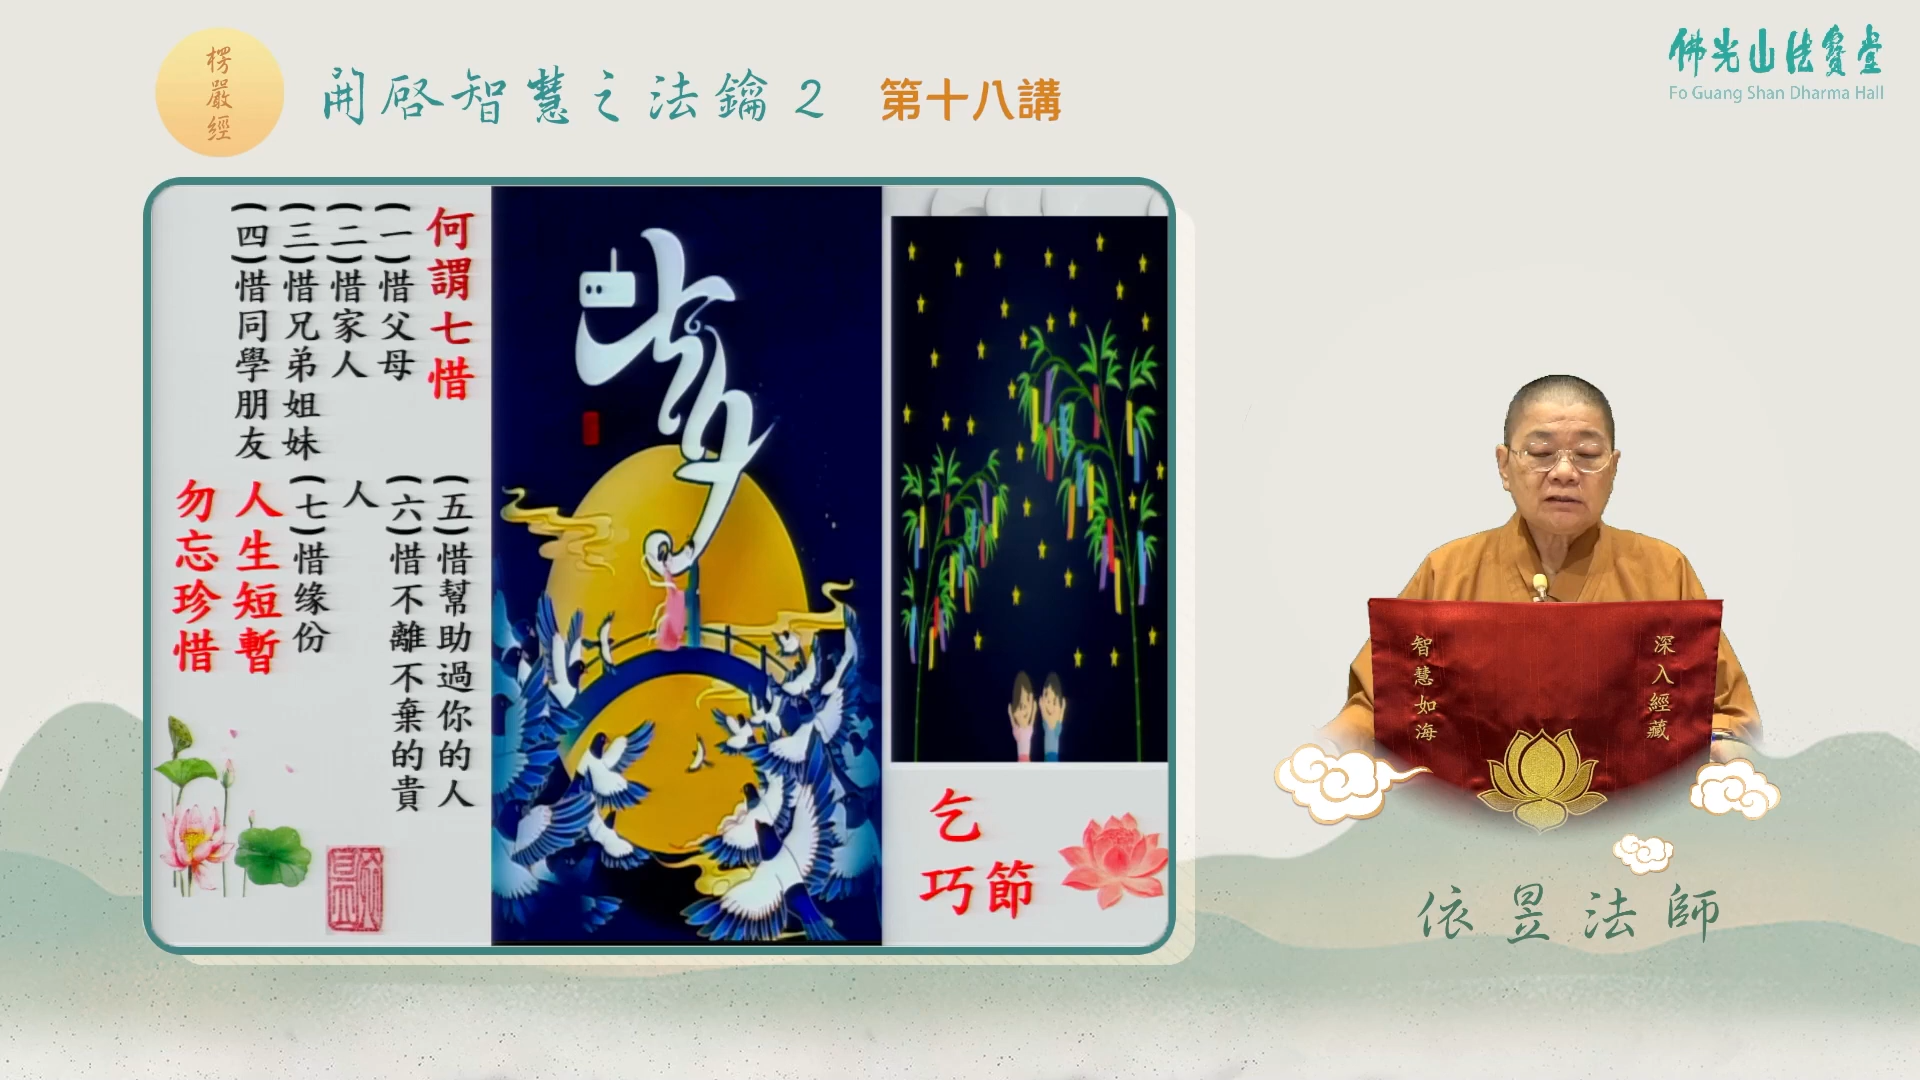 楞嚴經
開啓智慧之法鑰 2
第十八講
佛光山法寶堂
Fo Guang Shan Dharma Hall
何謂七惜
(一)惜父母
(二)惜家人
(三)惜兄弟姐妹
(四)惜同學朋友
(五)惜幫助過你的人
(六)惜不離不棄的貴
人
(七)惜缘份
人生短暫
勿忘珍惜
乞
巧節
深入經藏
智慧如海
依昱法師